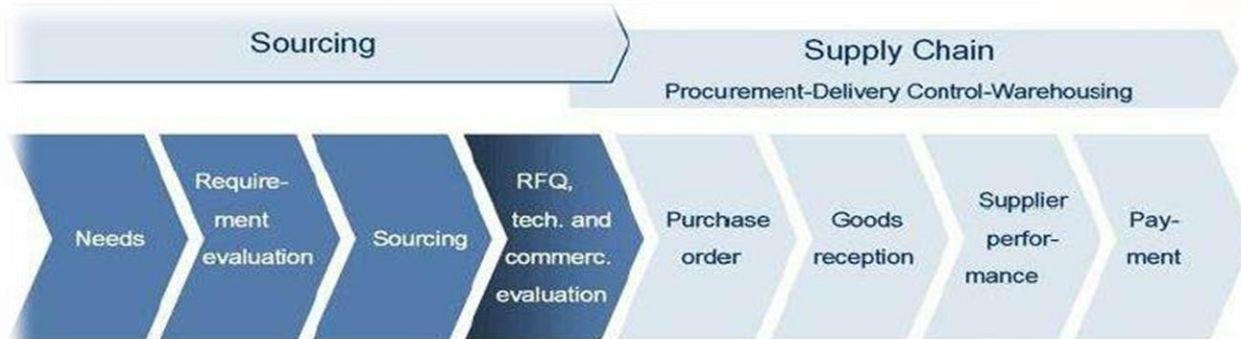 Sourcing
Supply Chain
Procurement-Delivery Control-Warehousing
Needs
Require-
ment
evaluation
Sourcing
RFQ,
tech. and
commerc.
evaluation
Purchase
order
Goods
reception
Supplier
perfor-
mance
Pay-
ment